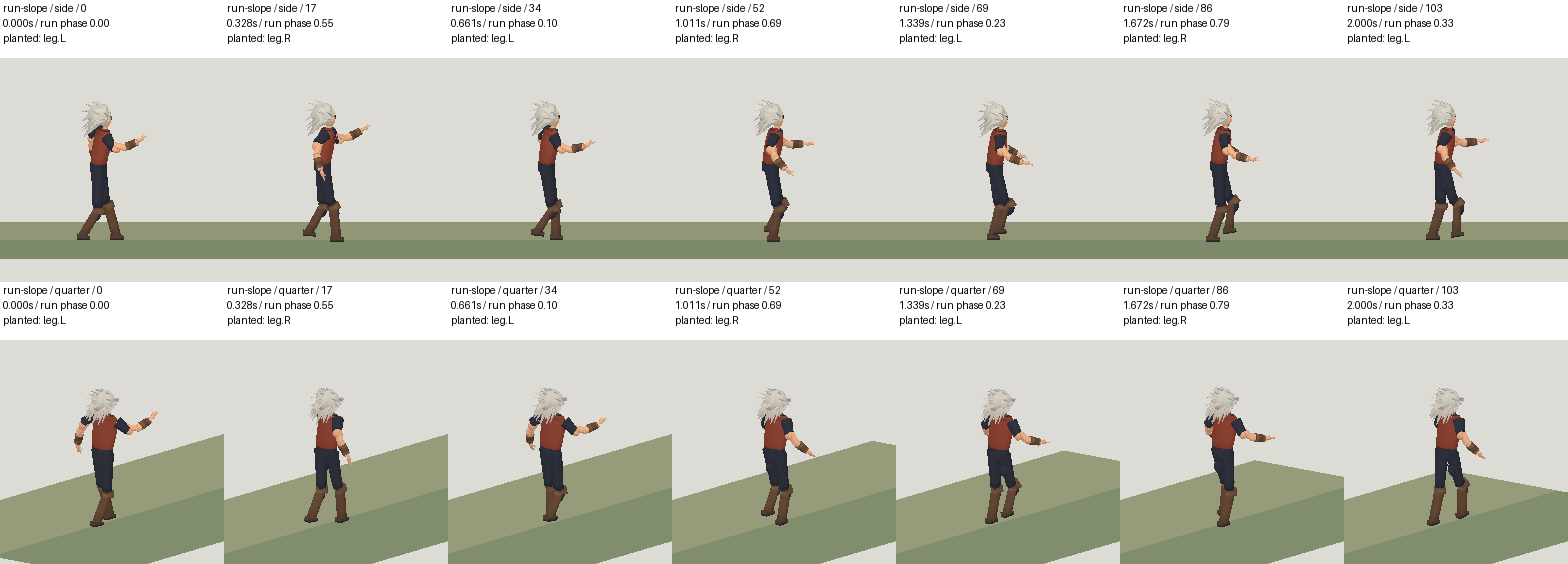 run-slope / side / 0
0.000s / run phase 0.00
planted: leg.L
run-slope / side / 17
0.328s / run phase 0.55
planted: leg.R
run-slope / side / 34
0.661s / run phase 0.10
planted: leg.L
run-slope / side / 52
1.011s / run phase 0.69
planted: leg.R
run-slope / side / 69
1.339s / run phase 0.23
planted: leg.L
run-slope / side / 86
1.672s / run phase 0.79
planted: leg.R
run-slope / side / 103
2.000s / run phase 0.33
planted: leg.L
run-slope / quarter / 0
0.000s / run phase 0.00
planted: leg.L
run-slope / quarter / 17
0.328s / run phase 0.55
planted: leg.R
run-slope / quarter / 34
0.661s / run phase 0.10
planted: leg.L
run-slope / quarter / 52
1.011s / run phase 0.69
planted: leg.R
run-slope / quarter / 69
1.339s / run phase 0.23
planted: leg.L
run-slope / quarter / 86
1.672s / run phase 0.79
planted: leg.R
run-slope / quarter / 103
2.000s / run phase 0.33
planted: leg.L